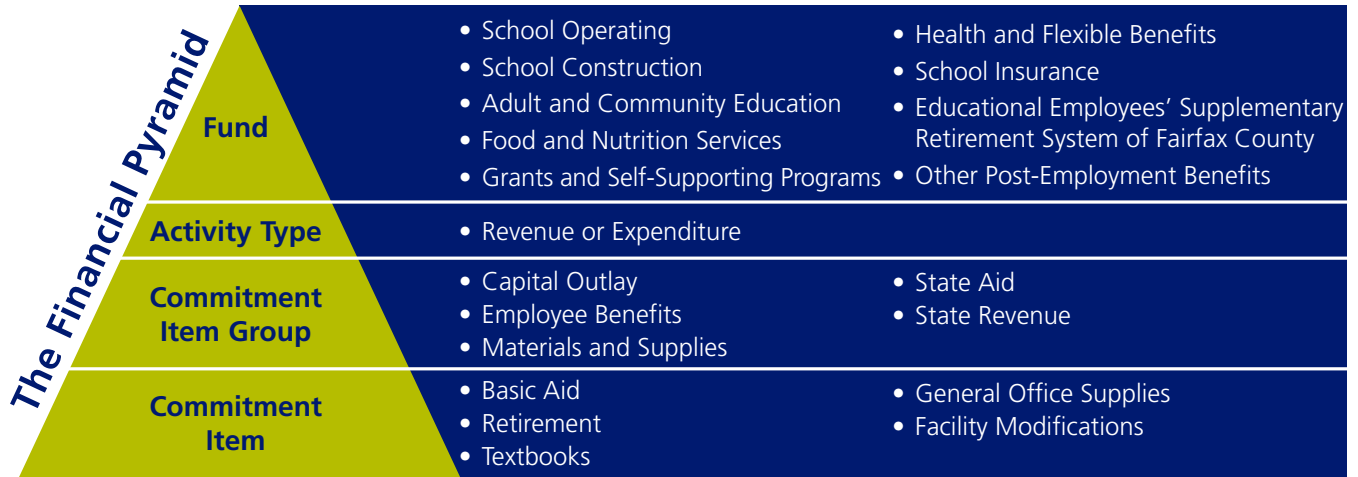 The Financial Pyramid
Fund
• School Operating
• School Construction
• Adult and Community Education
• Food and Nutrition Services
• Grants and Self-Supporting Programs
• Health and Flexible Benefits
• School Insurance
• Educational Employees’ Supplementary
Retirement System of Fairfax County
• Other Post-Employment Benefits
Activity Type
• Revenue or Expenditure
Commitment
Item Group
• Capital Outlay
• Employee Benefits
• Materials and Supplies
• State Aid
• State Revenue
Commitment
Item
• Basic Aid
• Retirement
• Textbooks
• General Office Supplies
• Facility Modifications